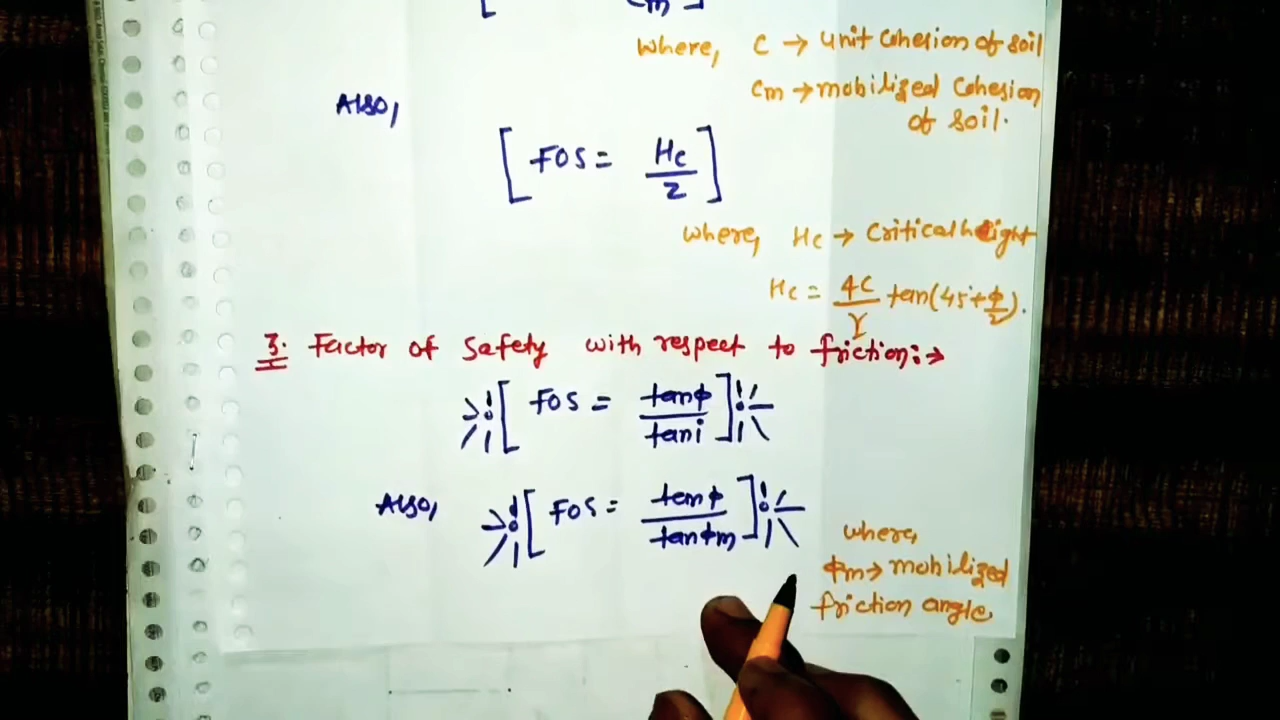 Cm
where, C → unit cohesion of soil
Cm → mobilized cohesion
of soil.
Also,
[ FOS = Hc/z ]
where, Hc → critical height
Hc = 4C/γ tan(45+φ/2).
3. Factor of safety with respect to friction:→
[ FOS = tanφ/tani ]
Also, [ FOS = tanφ/tanφm ]
where,
φm → mobilized
friction angle